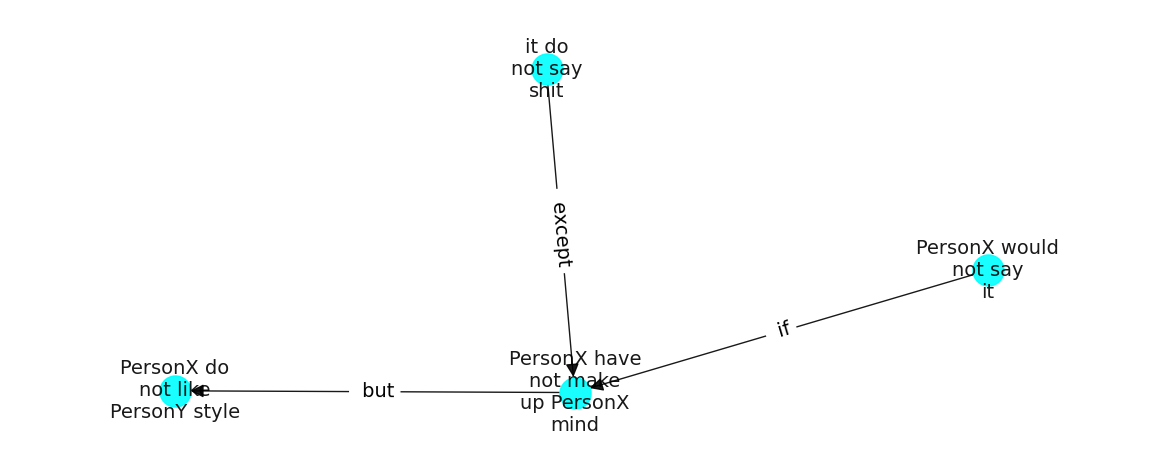 it do
not say
shit
except
PersonX would
not say
it
if
PersonX have
not make
up PersonX
mind
but
PersonX do
not like
PersonY style